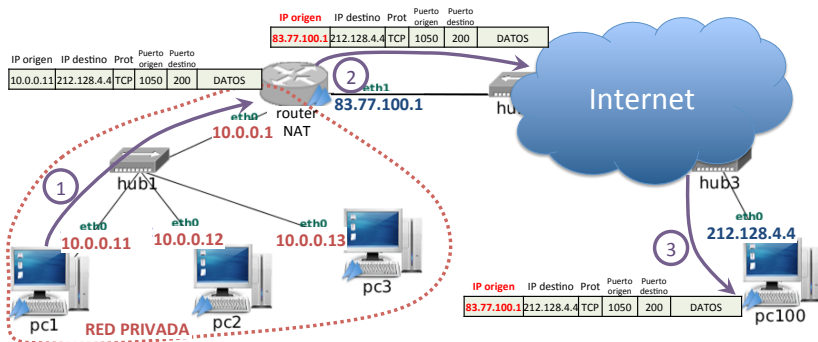 IP origen IP destino Prot Puerto origen Puerto destino
83.77.100.1 212.128.4.4 TCP 1050 200 DATOS
IP origen IP destino Prot Puerto origen Puerto destino
10.0.0.11 212.128.4.4 TCP 1050 200 DATOS
2
eth1
83.77.100.1
Internet
router
NAT
eth0
10.0.0.1
1
hub1
hub3
eth0
212.128.4.4
eth0
10.0.0.11
eth0
10.0.0.12
eth0
10.0.0.13
3
pc1
pc2
pc3
RED PRIVADA
IP origen IP destino Prot Puerto origen Puerto destino
83.77.100.1 212.128.4.4 TCP 1050 200 DATOS
pc100